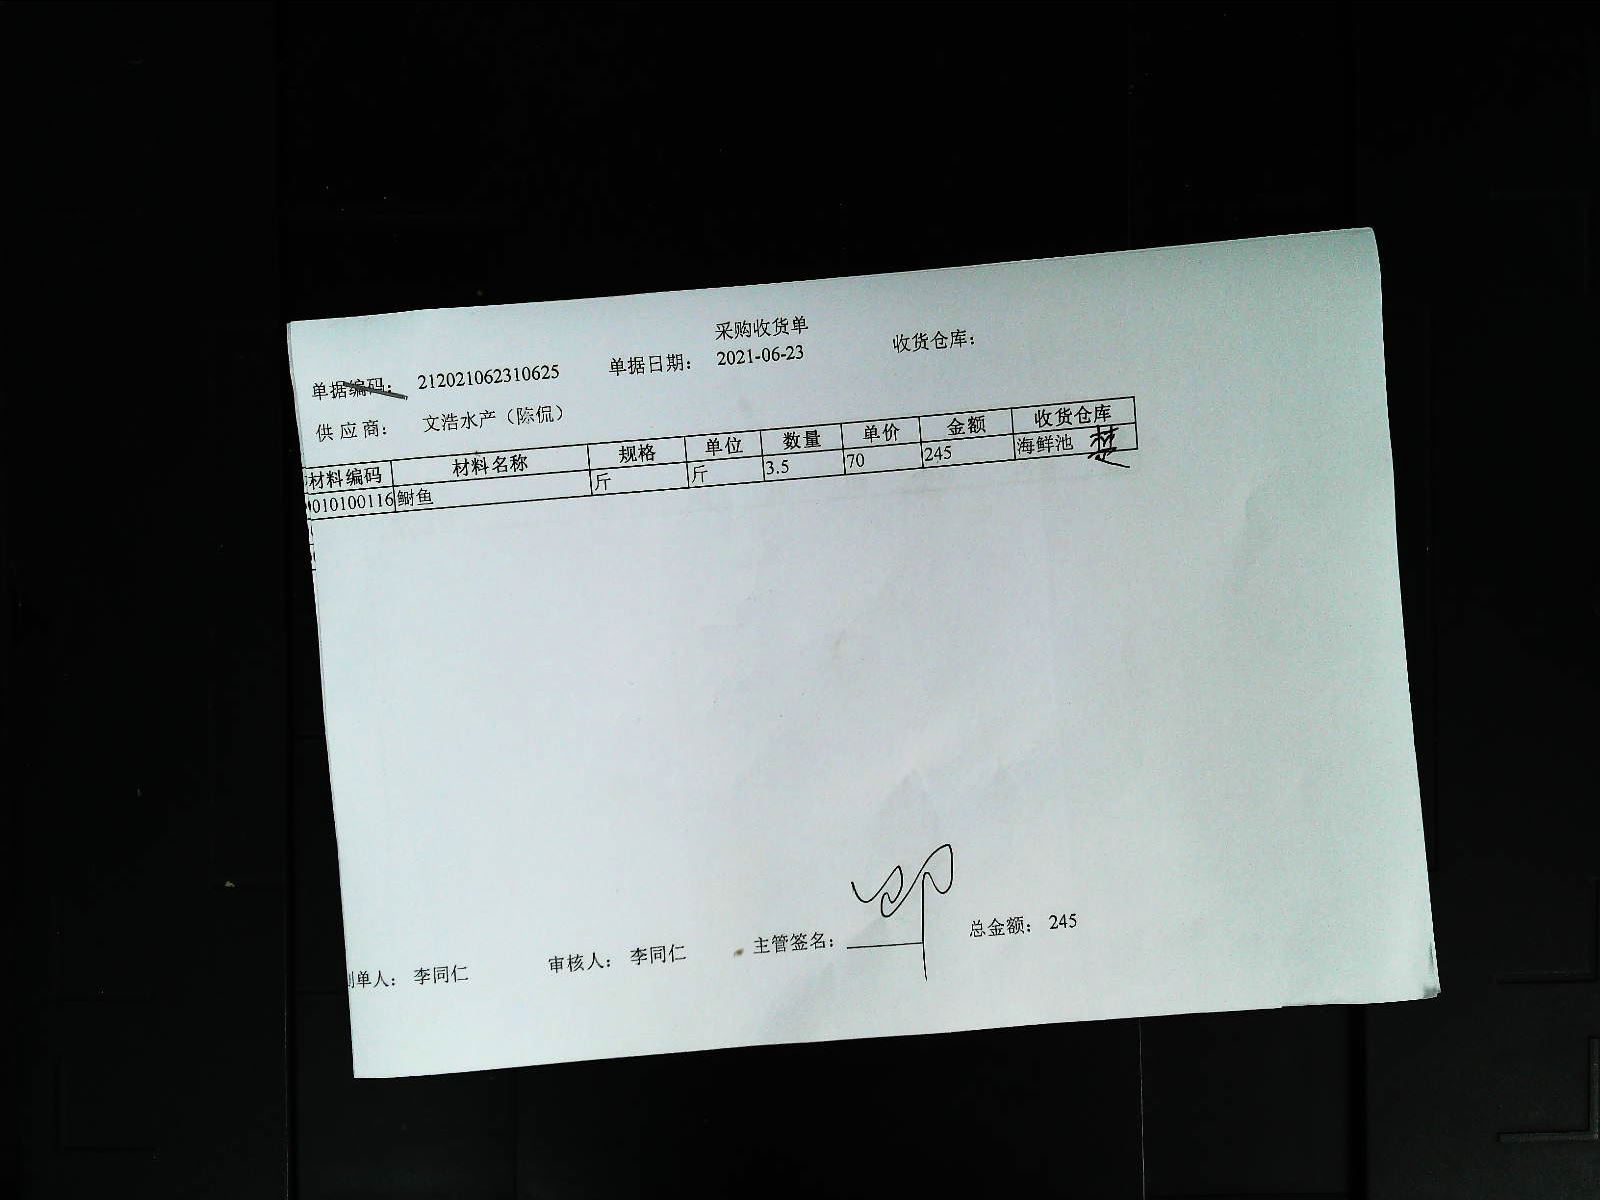 采购收货单
单据编码： 212021062310625 单据日期： 2021-06-23 收货仓库：
供应商： 文浩水产（陈侃）
材料编码 材料名称 规格 单位 数量 单价 金额 收货仓库
010100116 鲥鱼 斤 斤 3.5 70 245 海鲜池
制单人： 李同仁 审核人： 李同仁 主管签名： 总金额： 245